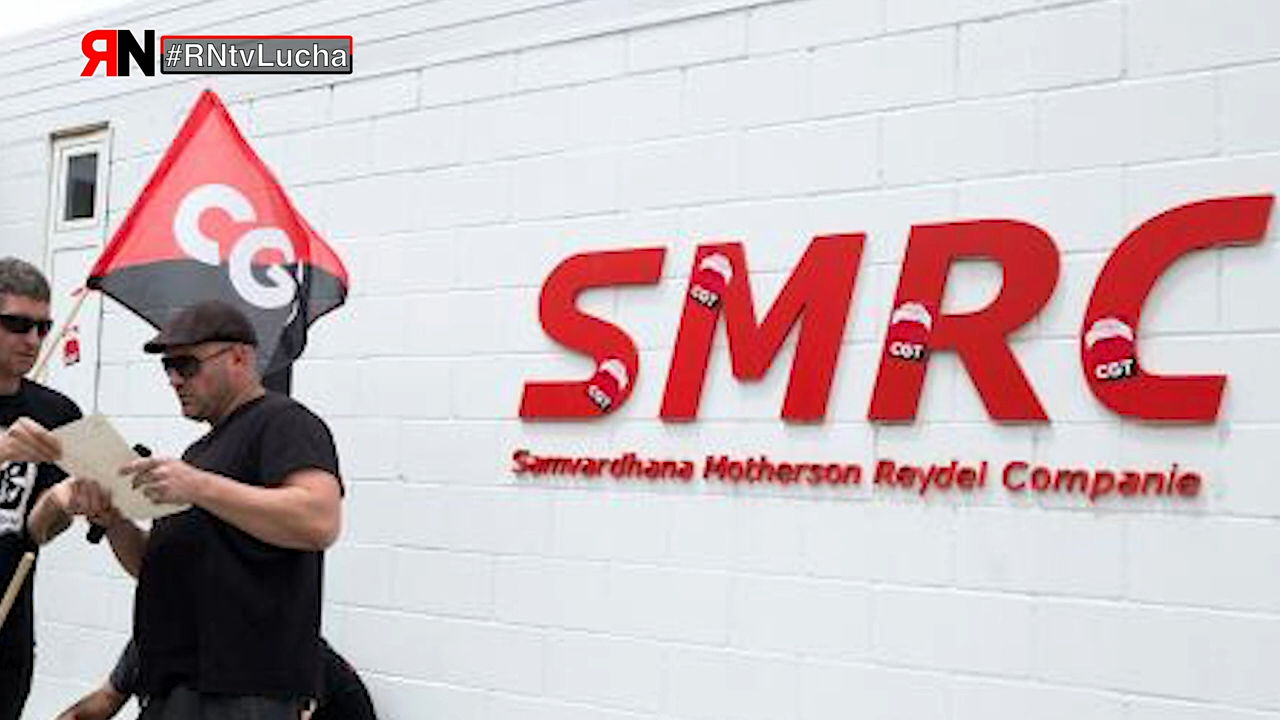 RN #RNtvLucha
CG
SMRC
CGT
CGT
CGT
CGT
Samvardhana Motherson Reydel Companie